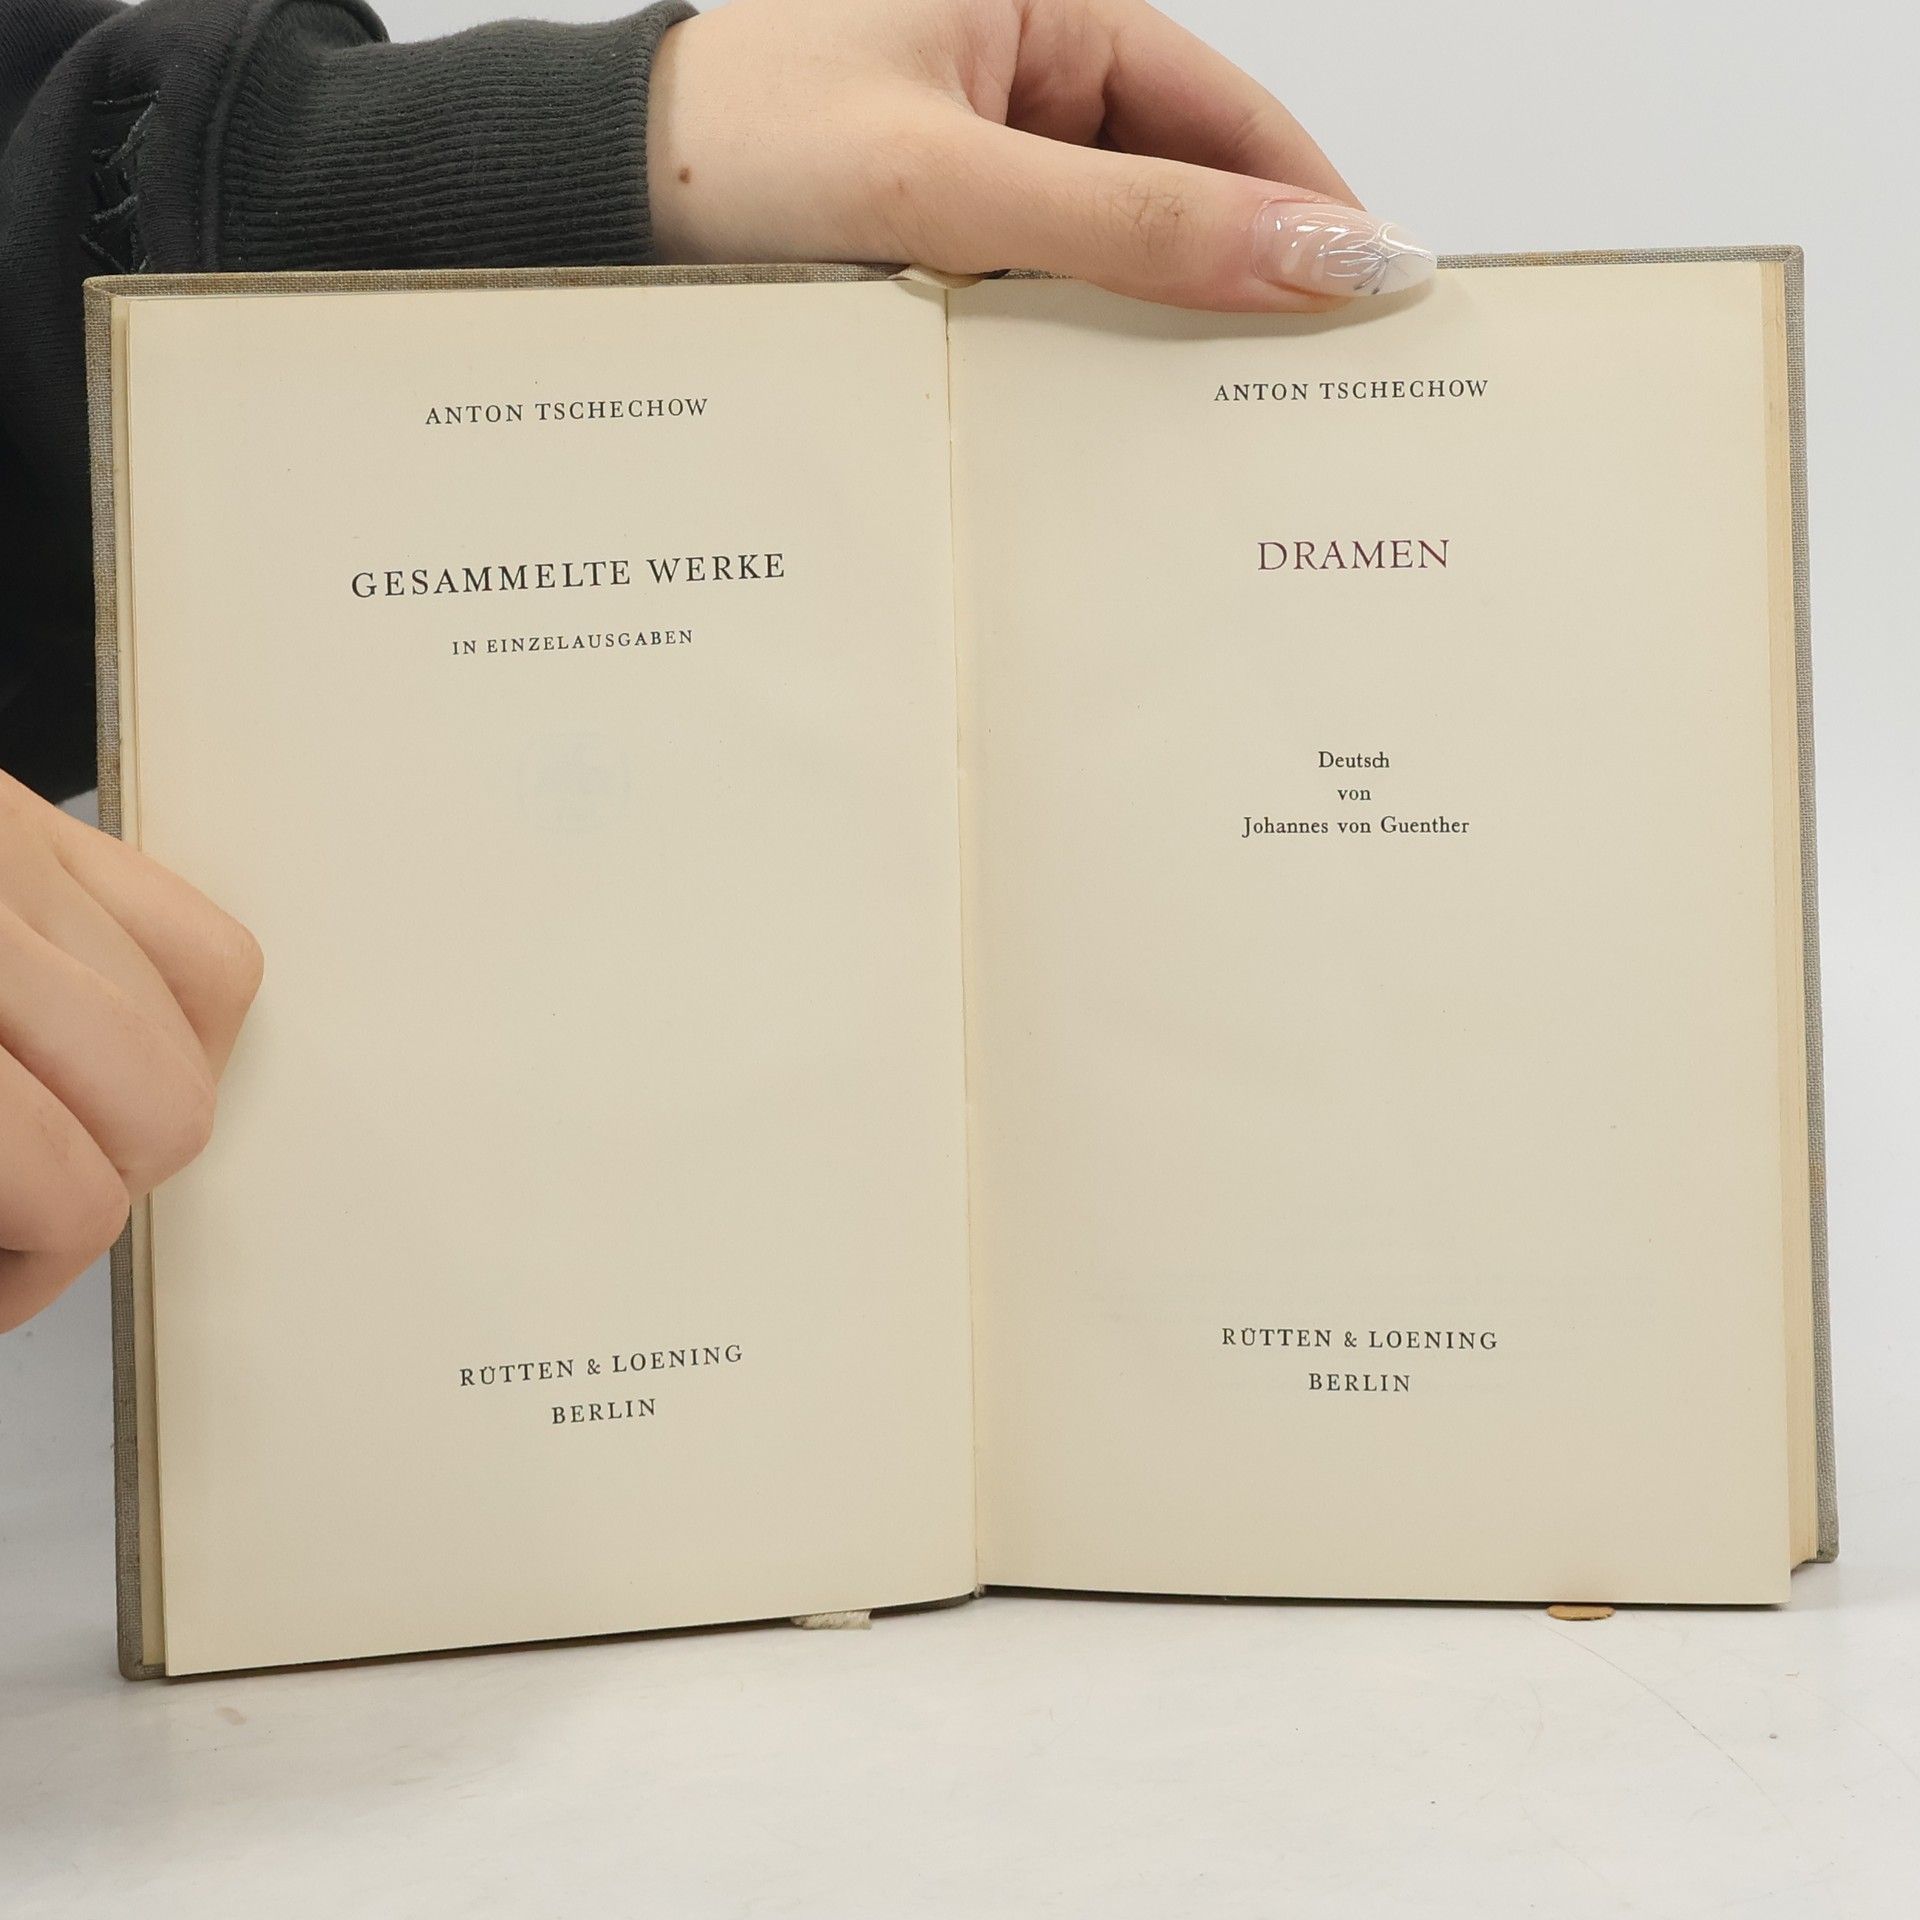 ANTON TSCHECHOW
GESAMMELTE WERKE
IN EINZELAUSGABEN
RÜTTEN & LOENING
BERLIN
ANTON TSCHECHOW
DRAMEN
Deutsch
von
Johannes von Guenther
RÜTTEN & LOENING
BERLIN